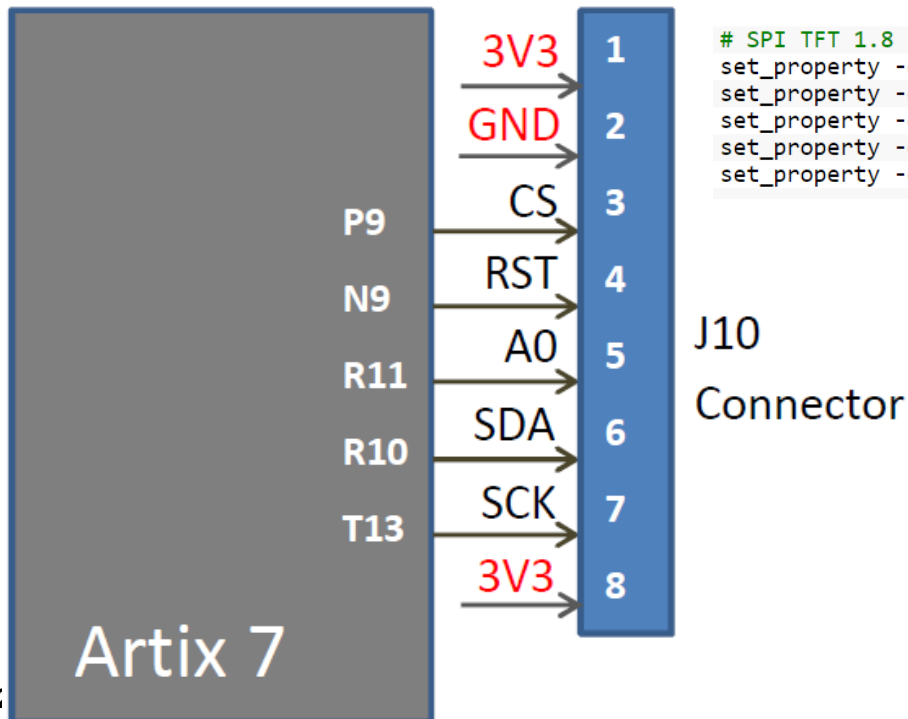 3V3 1
GND 2
P9 CS 3
N9 RST 4
R11 A0 5
R10 SDA 6
T13 SCK 7
3V3 8
Artix 7
J10
Connector
# SPI TFT 1.8
set_property -
set_property -
set_property -
set_property -
set_property -